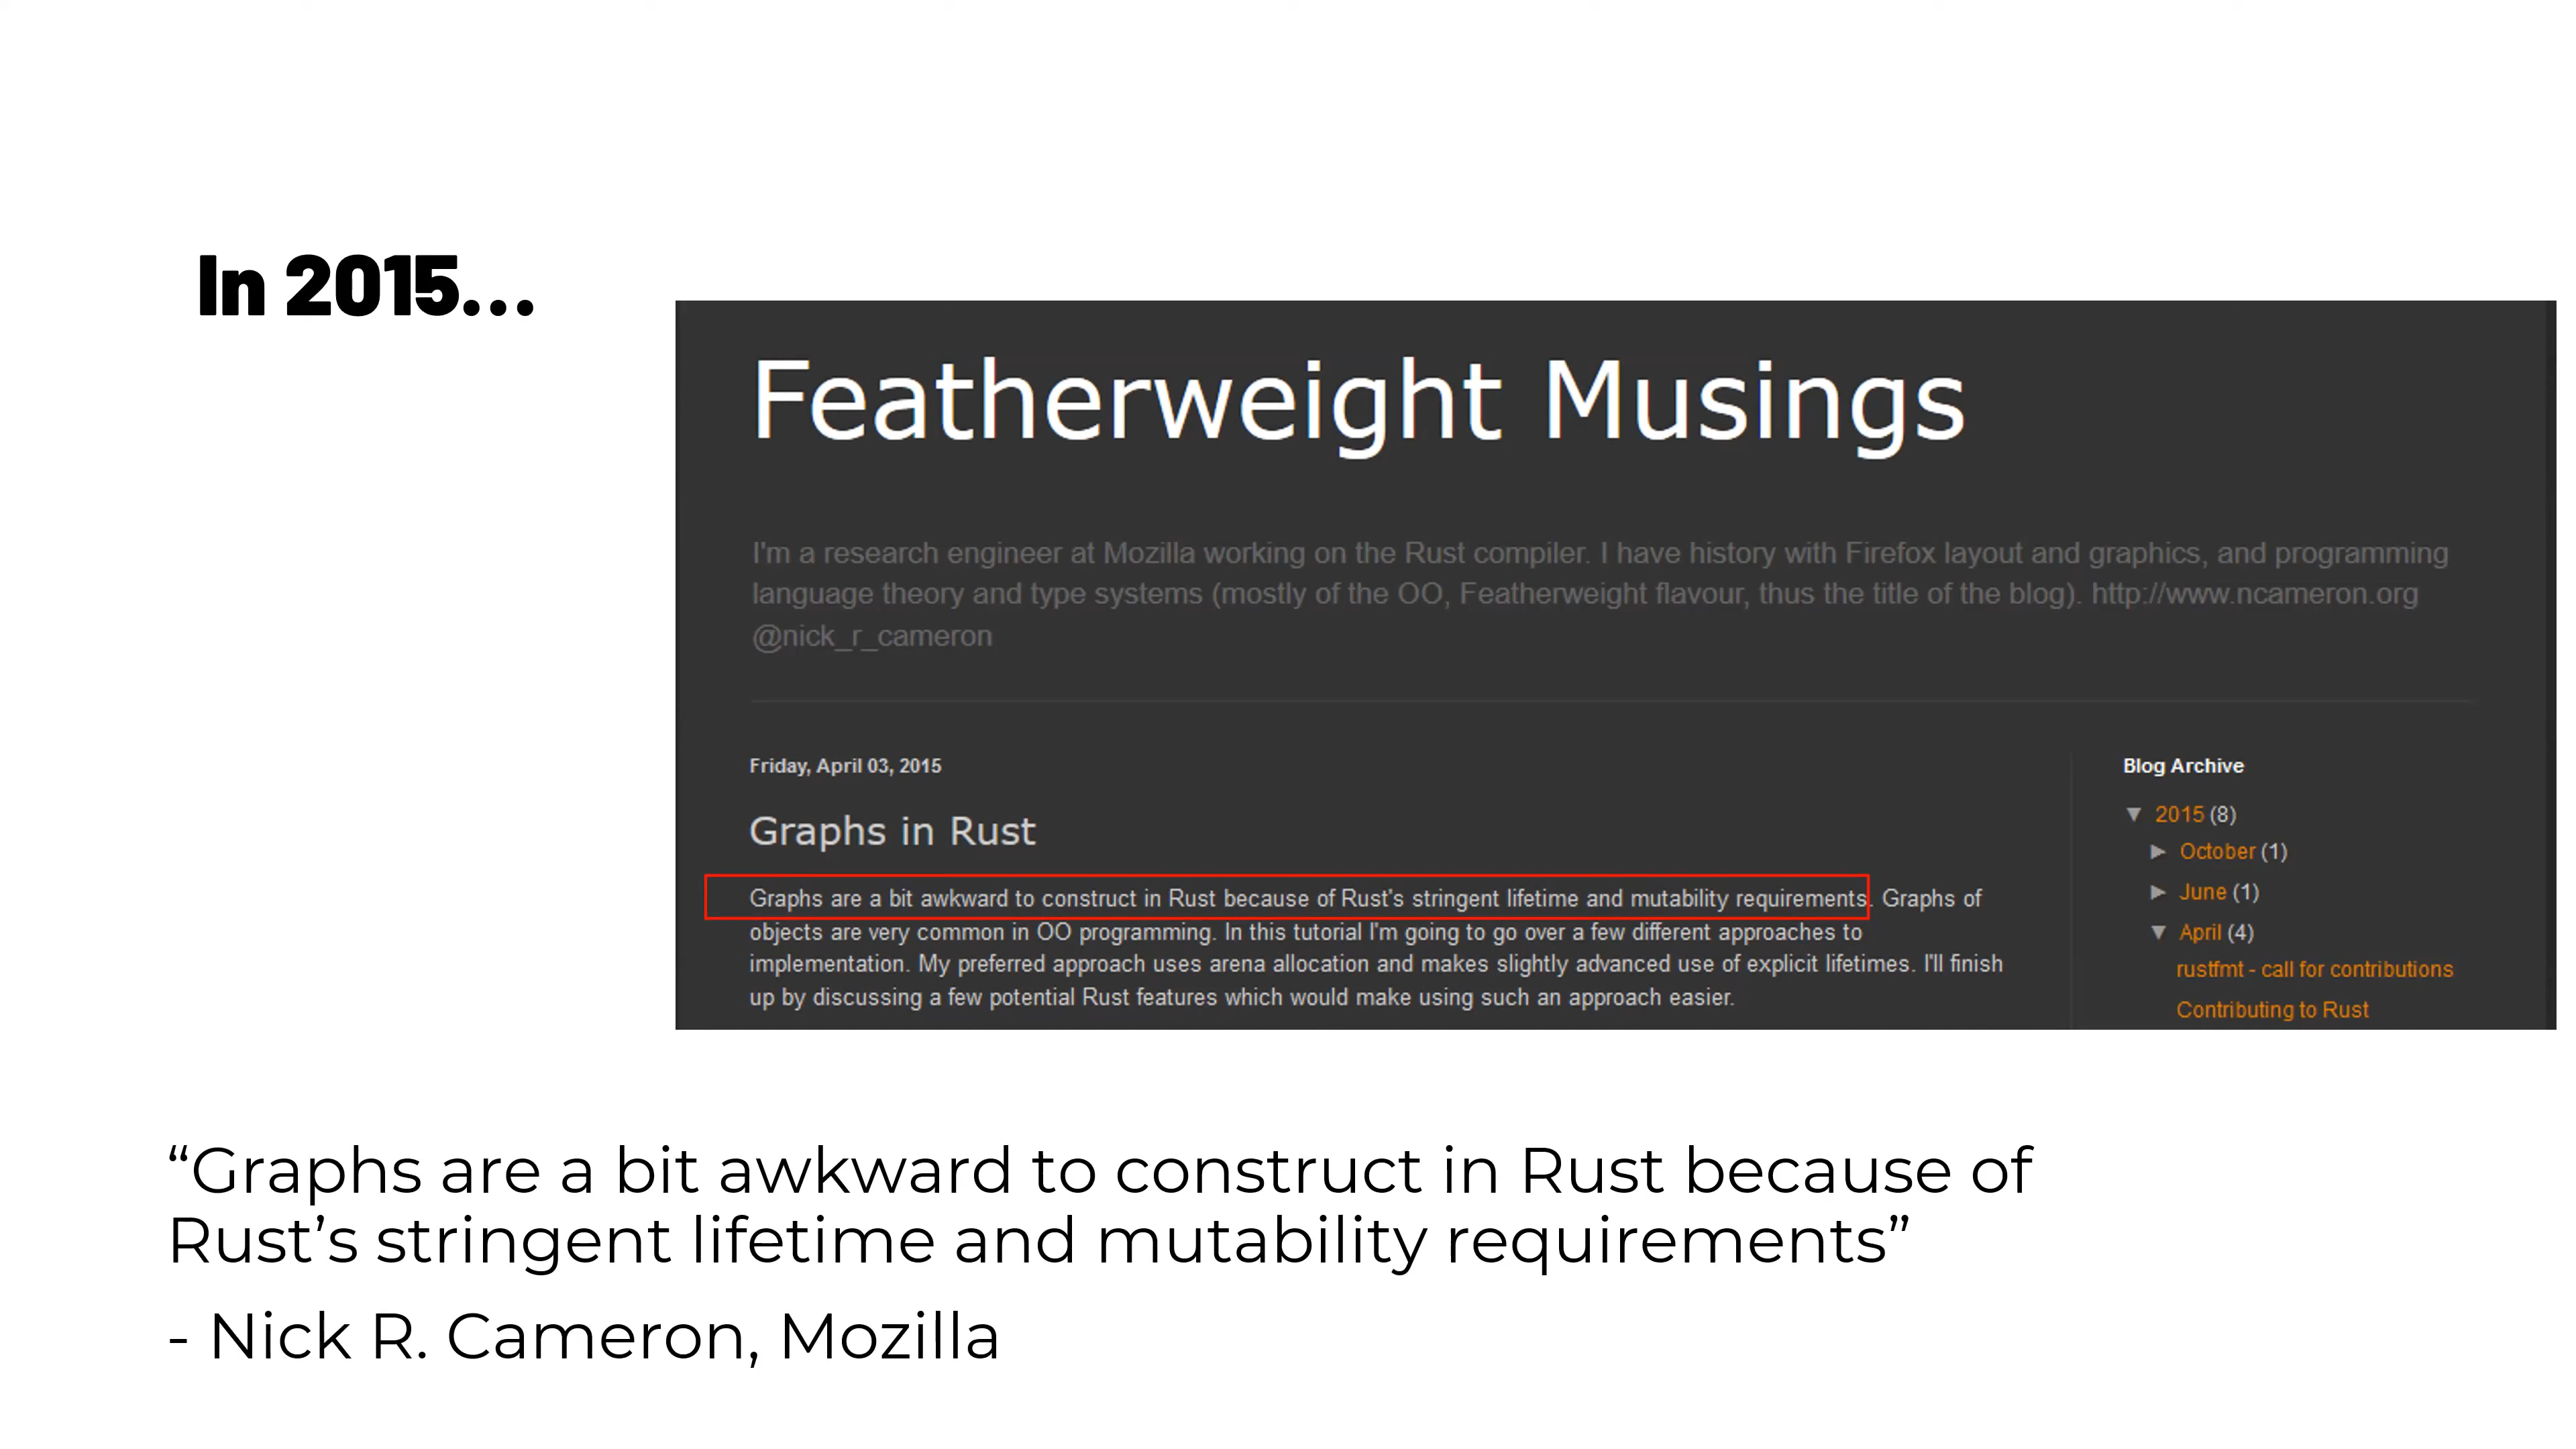 In 2015...
Featherweight Musings
I'm a research engineer at Mozilla working on the Rust compiler. I have history with Firefox layout and graphics, and programming
language theory and type systems (mostly of the OO, Featherweight flavour, thus the title of the blog). http://www.ncameron.org
@nick_r_cameron
Friday, April 03, 2015
Graphs in Rust
Graphs are a bit awkward to construct in Rust because of Rust's stringent lifetime and mutability requirements. Graphs of
objects are very common in OO programming. In this tutorial I'm going to go over a few different approaches to
implementation. My preferred approach uses arena allocation and makes slightly advanced use of explicit lifetimes. I'll finish
up by discussing a few potential Rust features which would make using such an approach easier.
Blog Archive
▼ 2015 (8)
► October (1)
► June (1)
▼ April (4)
rustfmt - call for contributions
Contributing to Rust
“Graphs are a bit awkward to construct in Rust because of
Rust’s stringent lifetime and mutability requirements”
- Nick R. Cameron, Mozilla